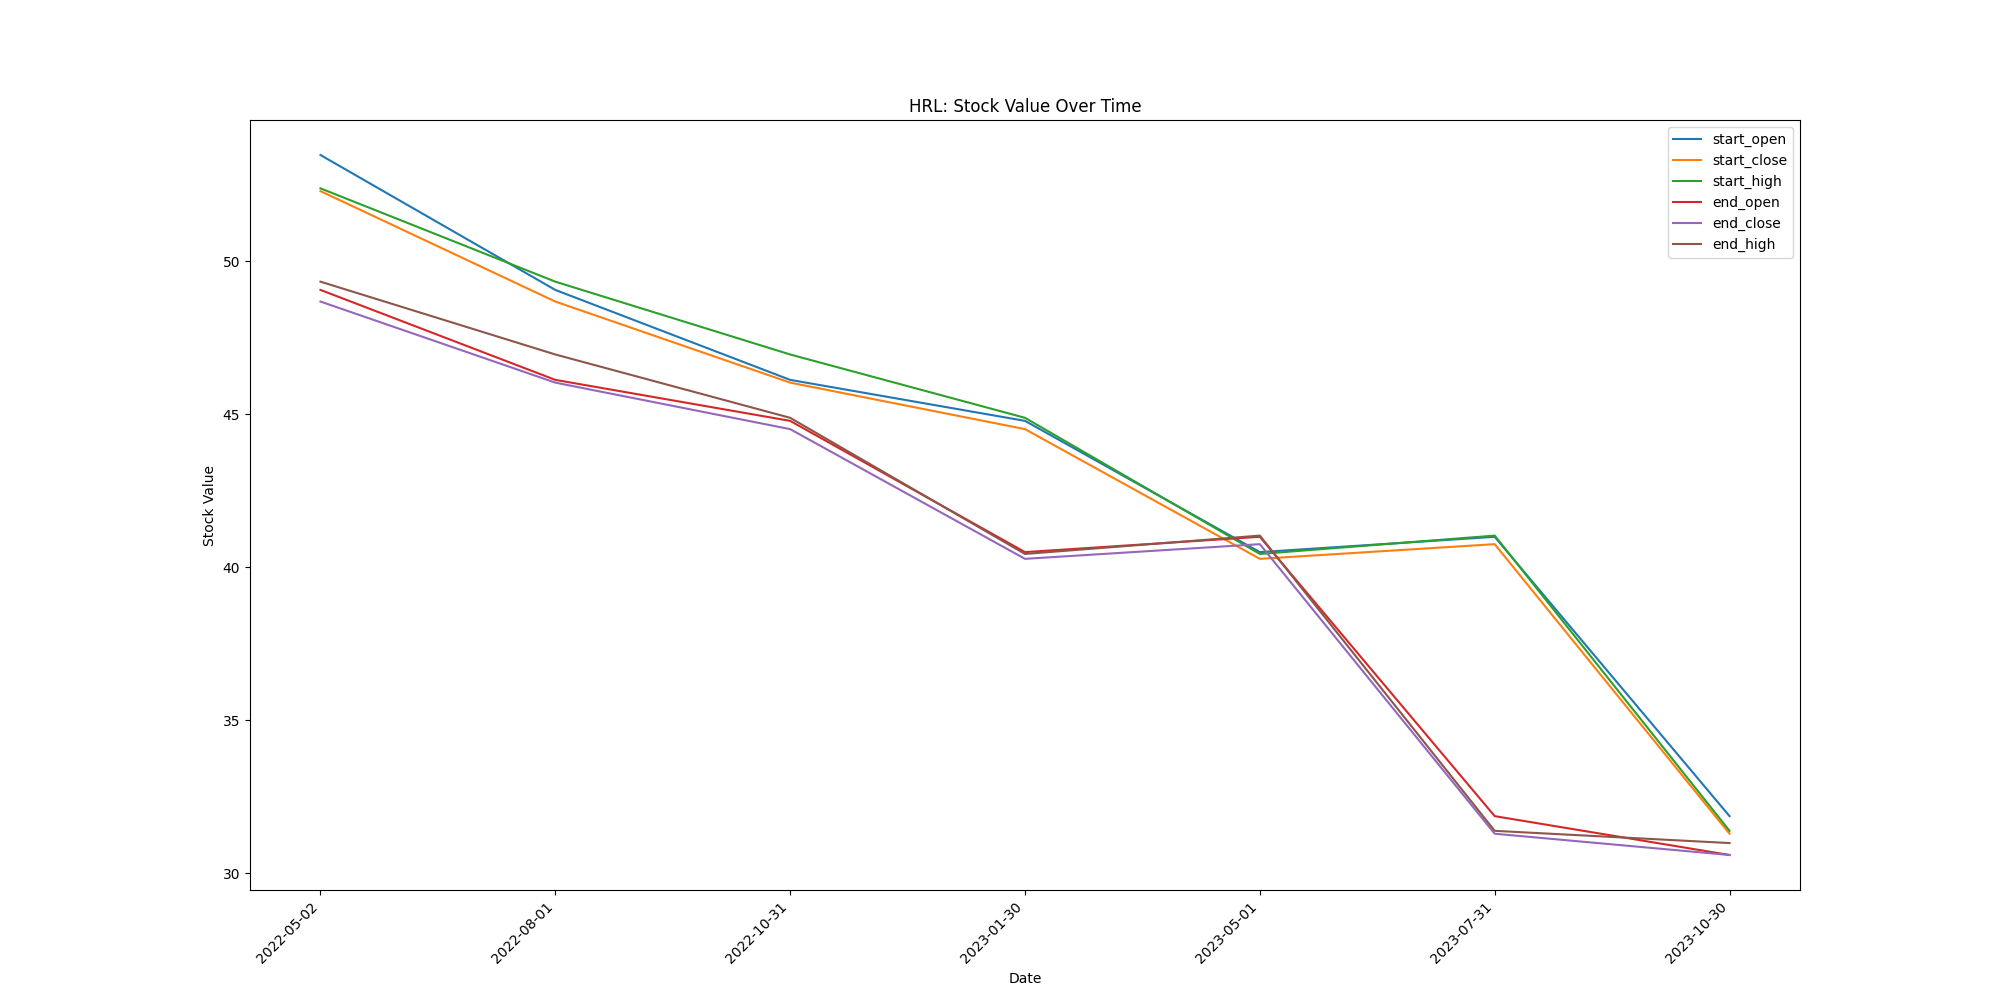 HRL: Stock Value Over Time
start_open
start_close
start_high
end_open
end_close
end_high
50
45
40
35
30
Stock Value
2022-05-02
2022-08-01
2022-10-31
2023-01-30
2023-05-01
2023-07-31
2023-10-30
Date